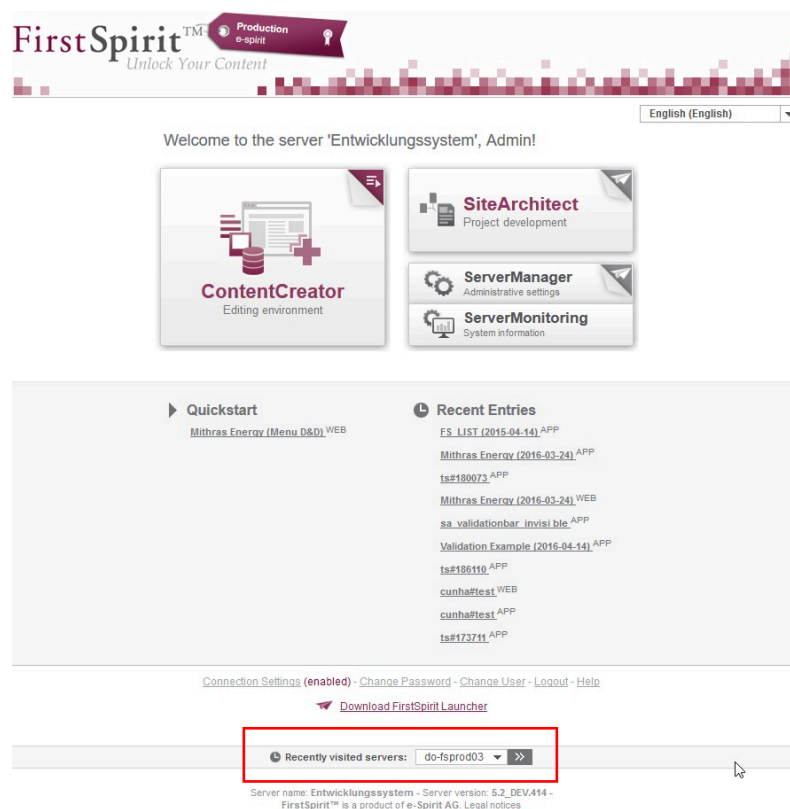 FirstSpirit™
Unlock Your Content
Production
e-spirit
English (English)
Welcome to the server 'Entwicklungssystem', Admin!
ContentCreator
Editing environment
SiteArchitect
Project development
ServerManager
Administrative settings
ServerMonitoring
System information
Quickstart
Mithras Energy (Menu D&D) WEB
Recent Entries
FS_LIST (2015-04-14) APP
Mithras Energy (2016-03-24) APP
ts#180073 APP
Mithras Energy (2016-03-24) WEB
sa_validationbar_invisi ble APP
Validation Example (2016-04-14) APP
ts#186110 APP
cunha#test WEB
cunha#test APP
ts#173711 APP
Connection Settings (enabled) - Change Password - Change User - Logout - Help
Download FirstSpirit Launcher
Recently visited servers: do-fsprod03 >>
Server name: Entwicklungssystem - Server version: 5.2_DEV.414 -
FirstSpirit™ is a product of e-Spirit AG. Legal notices